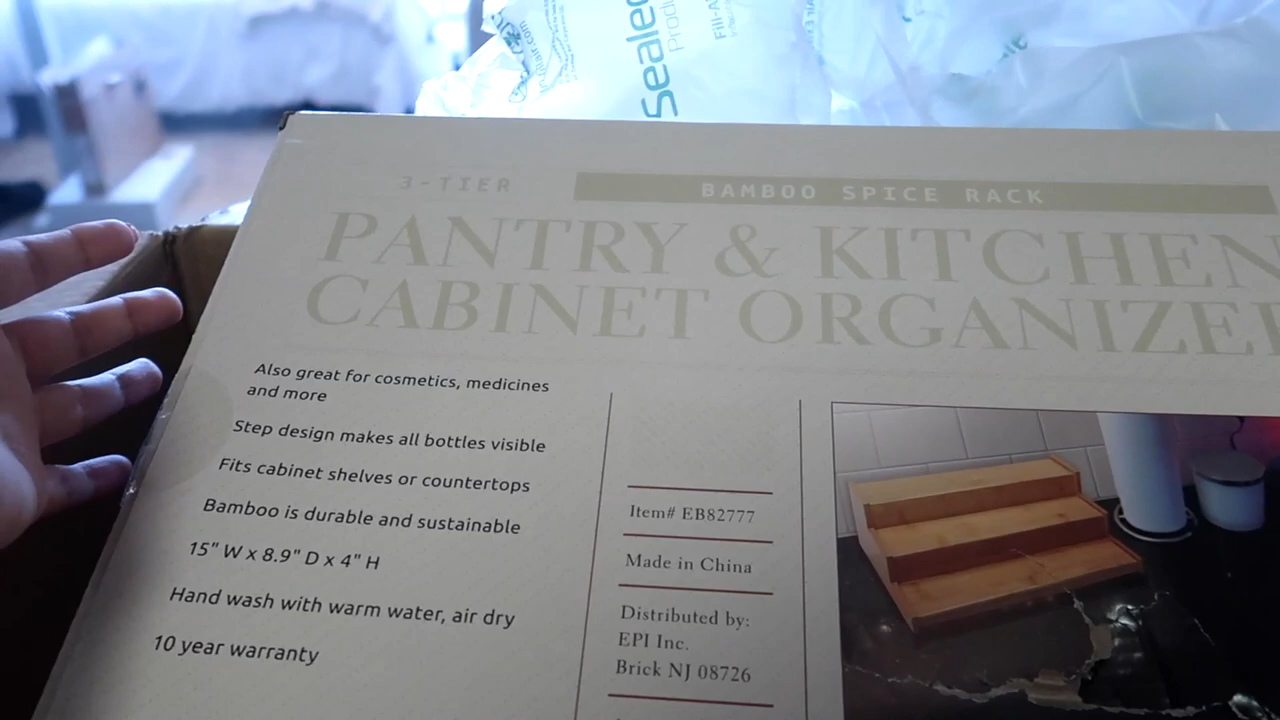 Sealed
3-TIER
BAMBOO SPICE RACK
PANTRY & KITCHEN
CABINET ORGANIZE
Also great for cosmetics, medicines
and more
Step design makes all bottles visible
Fits cabinet shelves or countertops
Bamboo is durable and sustainable
15" W x 8.9" D x 4" H
Hand wash with warm water, air dry
10 year warranty
Item# EB82777
Made in China
Distributed by:
EPI Inc.
Brick NJ 08726